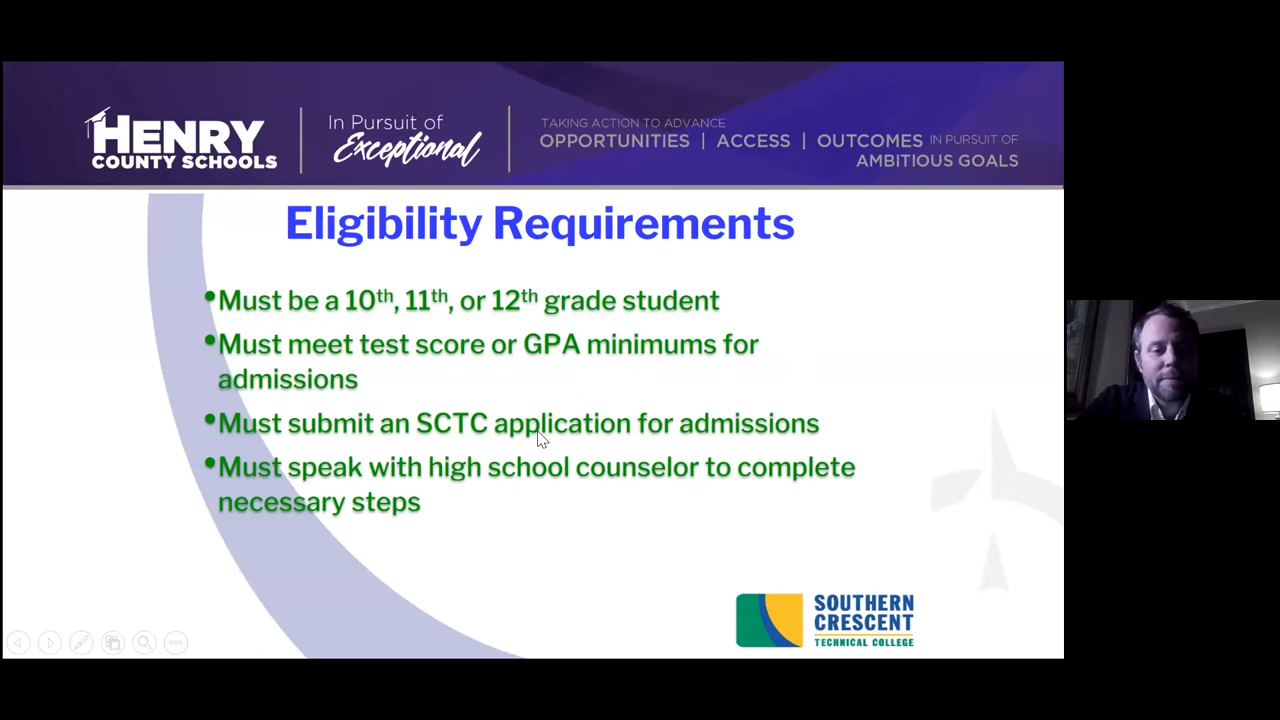 HENRY
COUNTY SCHOOLS
In Pursuit of
Exceptional
TAKING ACTION TO ADVANCE
OPPORTUNITIES | ACCESS | OUTCOMES IN PURSUIT OF
AMBITIOUS GOALS
Eligibility Requirements
•Must be a 10th, 11th, or 12th grade student
•Must meet test score or GPA minimums for
admissions
•Must submit an SCTC application for admissions
•Must speak with high school counselor to complete
necessary steps
SOUTHERN
CRESCENT
TECHNICAL COLLEGE